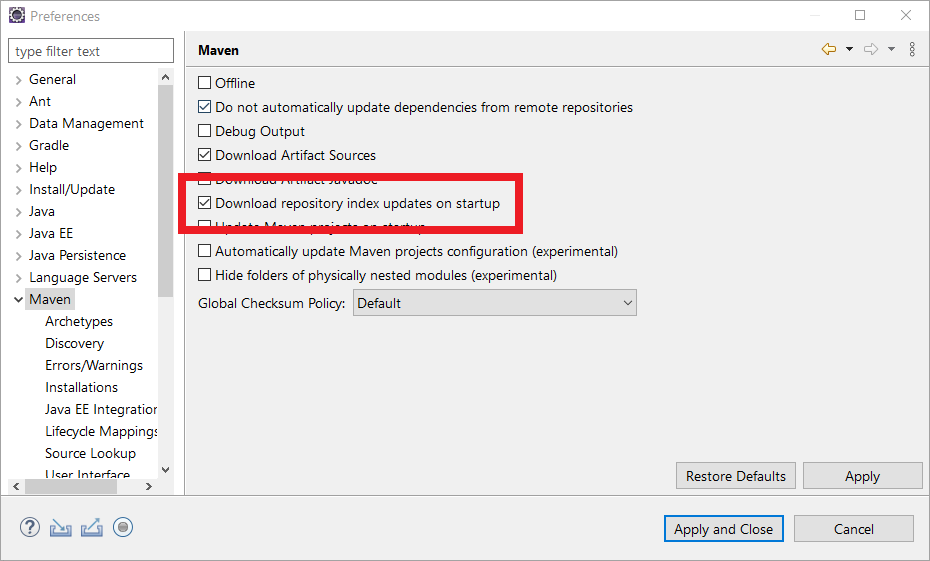 Preferences
type filter text
General
Ant
Data Management
Gradle
Help
Install/Update
Java
Java EE
Java Persistence
Language Servers
Maven
Archetypes
Discovery
Errors/Warnings
Installations
Java EE Integration
Lifecycle Mappings
Source Lookup
User Interface
Maven
Offline
Do not automatically update dependencies from remote repositories
Debug Output
Download Artifact Sources
Download Artifact Javadoc
Download repository index updates on startup
Update Maven projects on startup
Automatically update Maven projects configuration (experimental)
Hide folders of physically nested modules (experimental)
Global Checksum Policy: Default
Restore Defaults Apply
Apply and Close Cancel